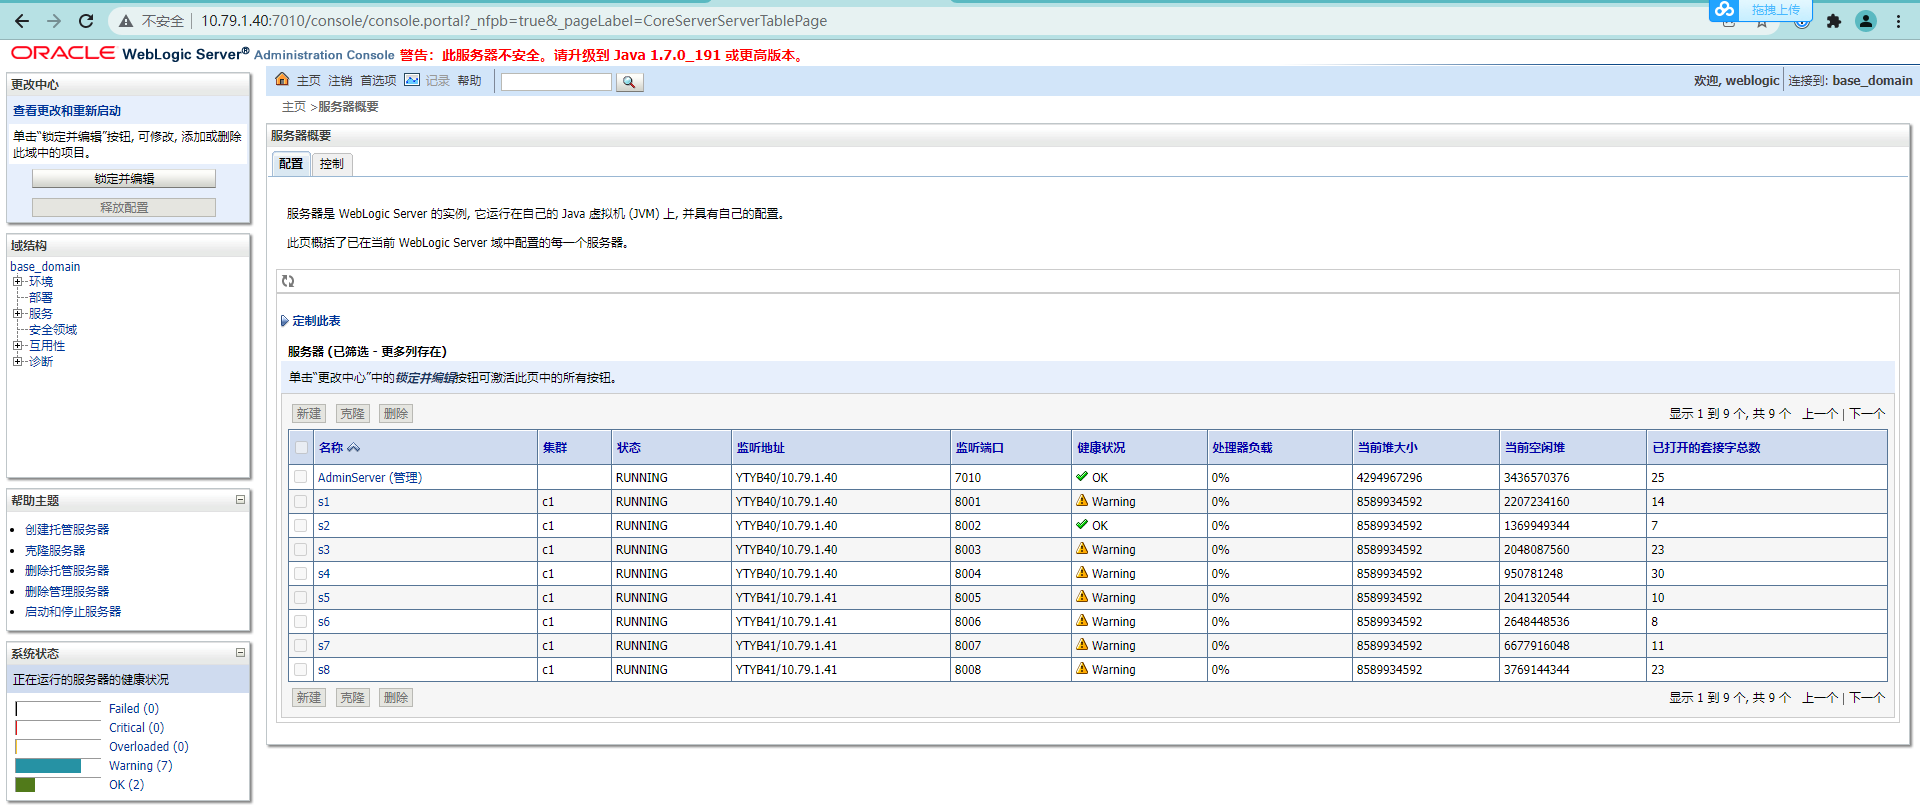 不安全 | 10.79.1.40:7010/console/console.portal?_nfpb=true&_pageLabel=CoreServerServerTablePage
拖拽上传
ORACLE WebLogic Server® Administration Console 警告：此服务器不安全。请升级到 Java 1.7.0_191 或更高版本。
更改中心
查看更改和重新启动
单击“锁定并编辑”按钮, 可修改, 添加或删除
此域中的项目。
锁定并编辑
释放配置
域结构
base_domain
环境
部署
服务
安全领域
互用性
诊断
帮助主题
创建托管服务器
克隆服务器
删除托管服务器
删除管理服务器
启动和停止服务器
系统状态
正在运行的服务器的健康状况
Failed (0)
Critical (0)
Overloaded (0)
Warning (7)
OK (2)
主页 注销 首选项 记录 帮助
欢迎, weblogic 连接到: base_domain
主页 >服务器概要
服务器概要
配置 控制
服务器是 WebLogic Server 的实例, 它运行在自己的 Java 虚拟机 (JVM) 上, 并具有自己的配置。
此页概括了已在当前 WebLogic Server 域中配置的每一个服务器。
定制此表
服务器 (已筛选 - 更多列存在)
单击“更改中心”中的锁定并编辑按钮可激活此页中的所有按钮。
新建 克隆 删除 显示 1 到 9 个, 共 9 个 上一个 | 下一个
名称 集群 状态 监听地址 监听端口 健康状况 处理器负载 当前堆大小 当前空闲堆 已打开的套接字总数
AdminServer (管理) RUNNING YTYB40/10.79.1.40 7010 OK 0% 4294967296 3436570376 25
s1 c1 RUNNING YTYB40/10.79.1.40 8001 Warning 0% 8589934592 2207234160 14
s2 c1 RUNNING YTYB40/10.79.1.40 8002 OK 0% 8589934592 1369949344 7
s3 c1 RUNNING YTYB40/10.79.1.40 8003 Warning 0% 8589934592 2048087560 23
s4 c1 RUNNING YTYB40/10.79.1.40 8004 Warning 0% 8589934592 950781248 30
s5 c1 RUNNING YTYB41/10.79.1.41 8005 Warning 0% 8589934592 2041320544 10
s6 c1 RUNNING YTYB41/10.79.1.41 8006 Warning 0% 8589934592 2648448536 8
s7 c1 RUNNING YTYB41/10.79.1.41 8007 Warning 0% 8589934592 6677916048 11
s8 c1 RUNNING YTYB41/10.79.1.41 8008 Warning 0% 8589934592 3769144344 23
新建 克隆 删除 显示 1 到 9 个, 共 9 个 上一个 | 下一个